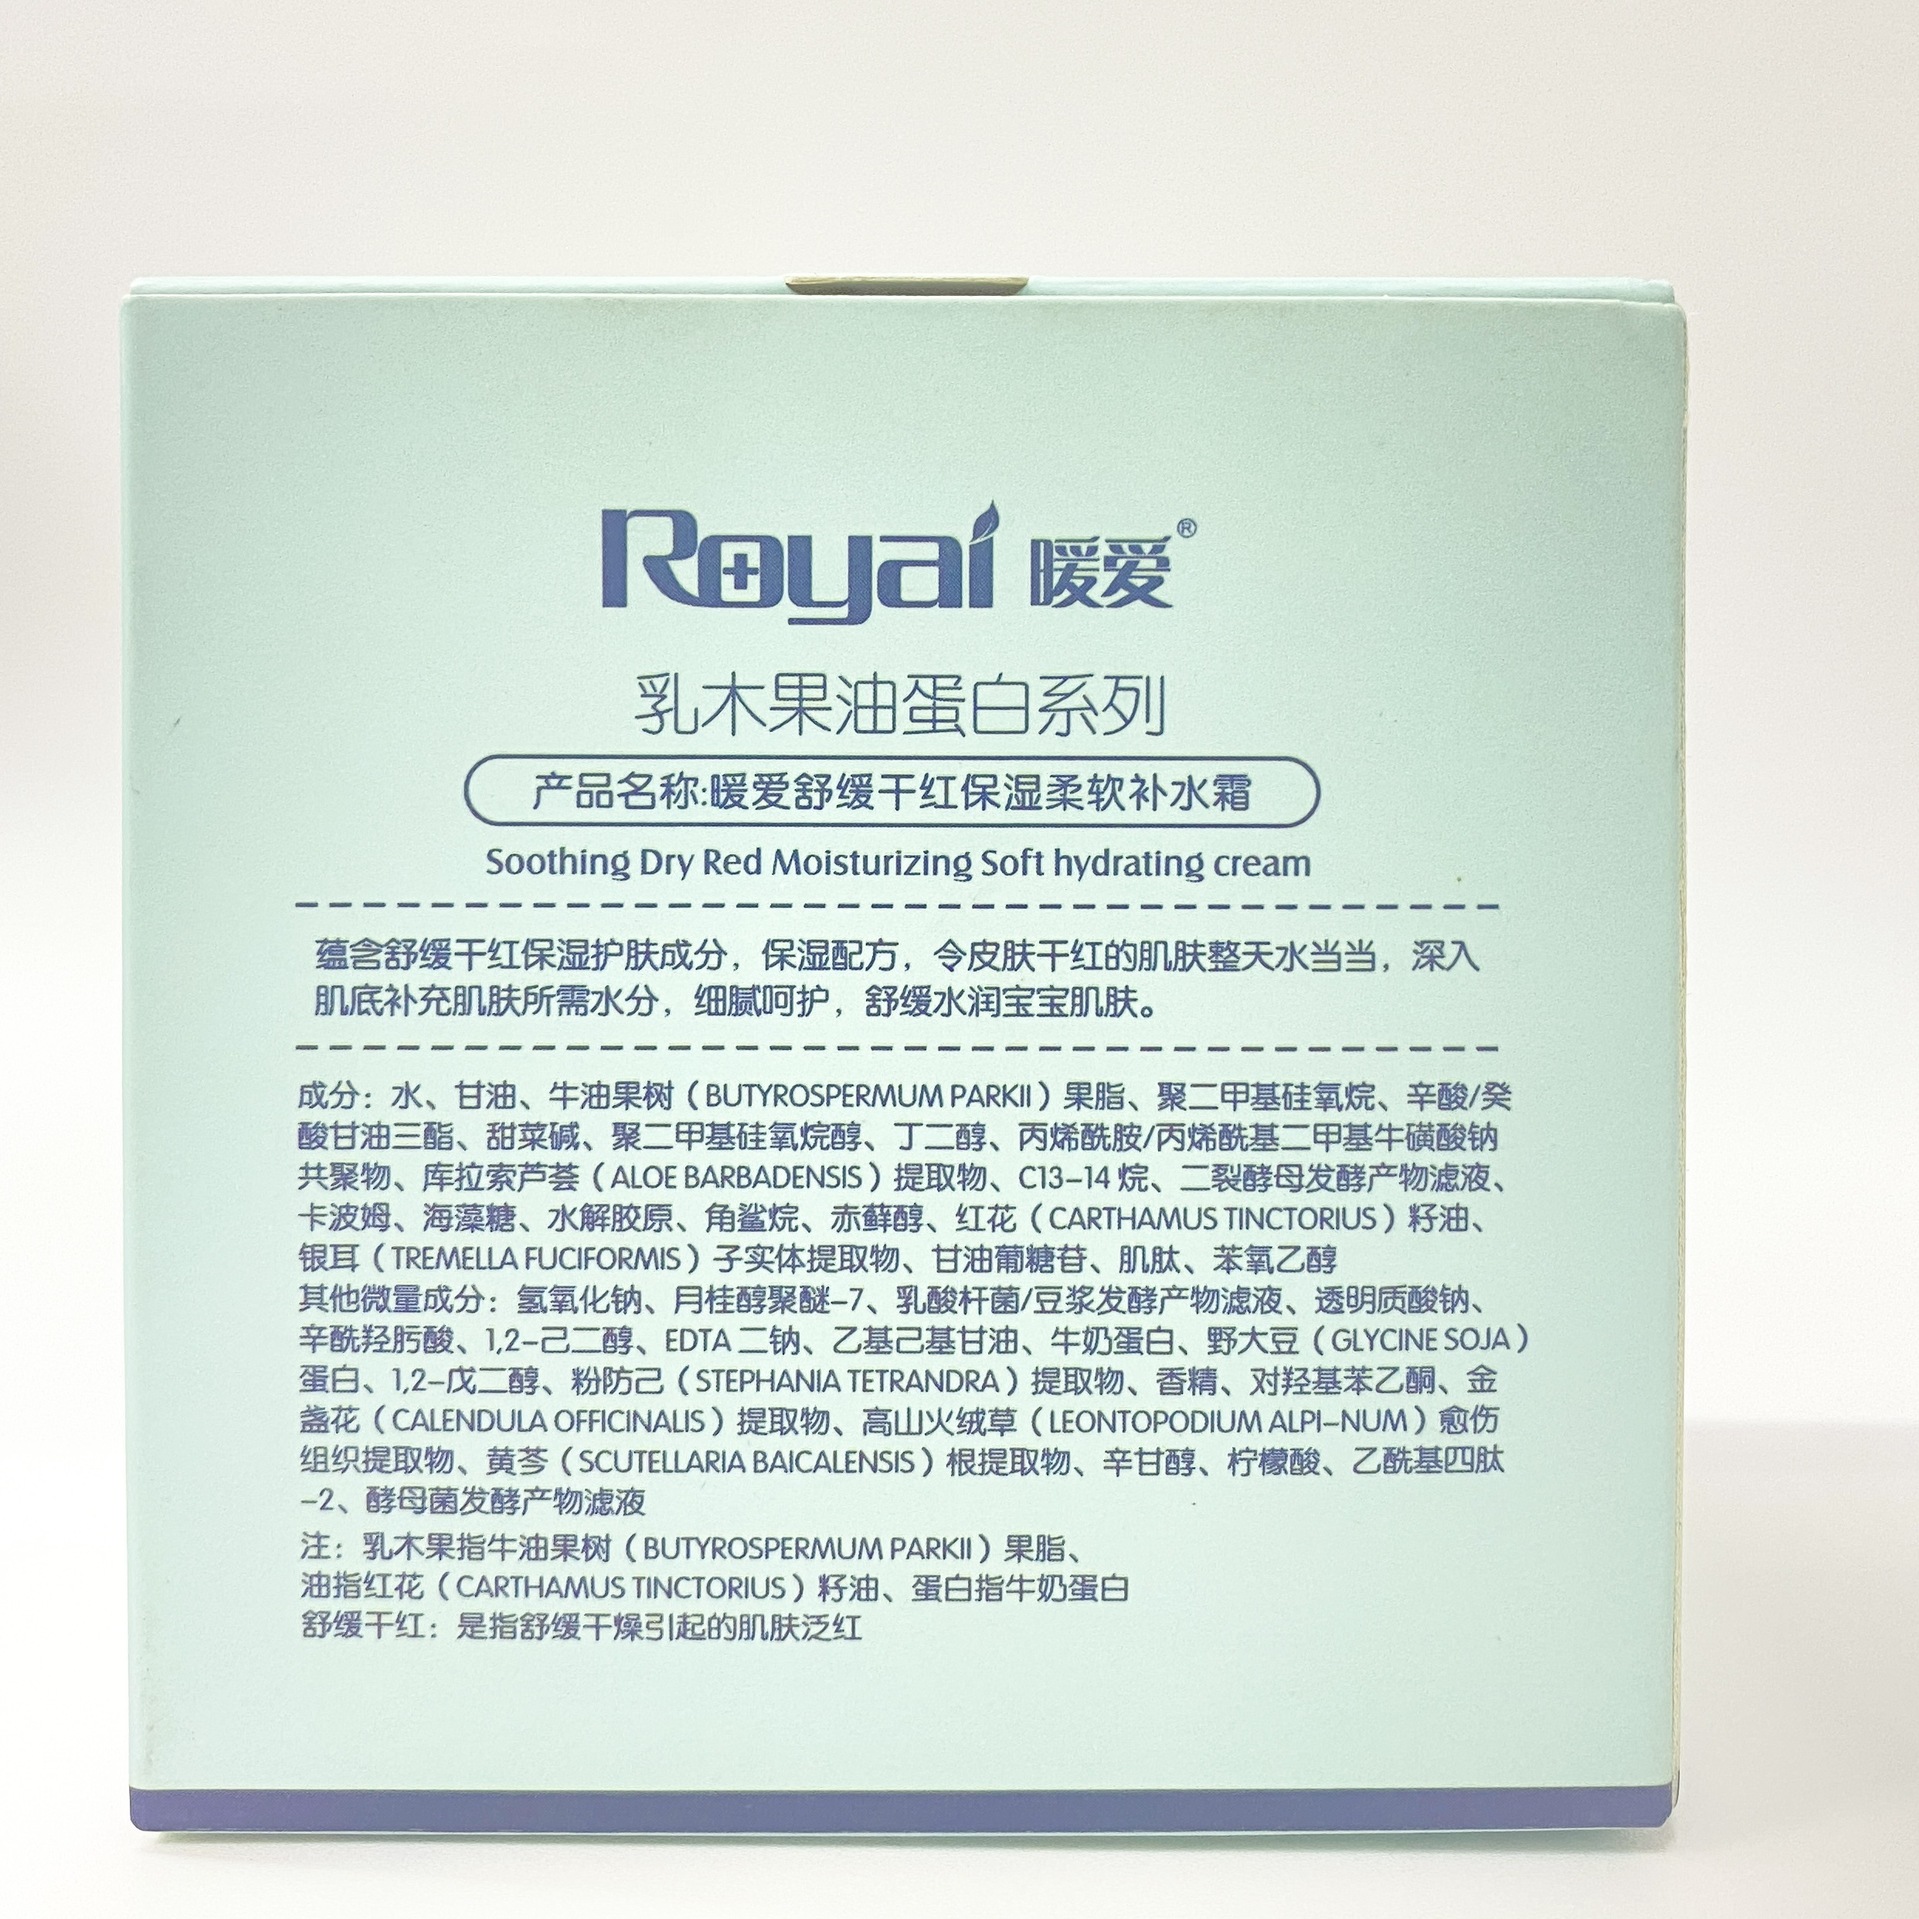 Royai 暖爱®
乳木果油蛋白系列
产品名称:暖爱舒缓干红保湿柔软补水霜
Soothing Dry Red Moisturizing Soft hydrating cream
蕴含舒缓干红保湿护肤成分，保湿配方，令皮肤干红的肌肤整天水当当，深入
肌底补充肌肤所需水分，细腻呵护，舒缓水润宝宝肌肤。
成分：水、甘油、牛油果树（BUTYROSPERMUM PARKII）果脂、聚二甲基硅氧烷、辛酸/癸
酸甘油三酯、甜菜碱、聚二甲基硅氧烷醇、丁二醇、丙烯酰胺/丙烯酰基二甲基牛磺酸钠
共聚物、库拉索芦荟（ALOE BARBADENSIS）提取物、C13-14 烷、二裂酵母发酵产物滤液、
卡波姆、海藻糖、水解胶原、角鲨烷、赤藓醇、红花（CARTHAMUS TINCTORIUS）籽油、
银耳（TREMELLA FUCIFORMIS）子实体提取物、甘油葡糖苷、肌肽、苯氧乙醇
其他微量成分：氢氧化钠、月桂醇聚醚-7、乳酸杆菌/豆浆发酵产物滤液、透明质酸钠、
辛酰羟肟酸、1,2-己二醇、EDTA 二钠、乙基己基甘油、牛奶蛋白、野大豆（GLYCINE SOJA）
蛋白、1,2-戊二醇、粉防己（STEPHANIA TETRANDRA）提取物、香精、对羟基苯乙酮、金
盏花（CALENDULA OFFICINALIS）提取物、高山火绒草（LEONTOPODIUM ALPI-NUM）愈伤
组织提取物、黄芩（SCUTELLARIA BAICALENSIS）根提取物、辛甘醇、柠檬酸、乙酰基四肽
-2、酵母菌发酵产物滤液
注：乳木果指牛油果树（BUTYROSPERMUM PARKII）果脂、
油指红花（CARTHAMUS TINCTORIUS）籽油、蛋白指牛奶蛋白
舒缓干红：是指舒缓干燥引起的肌肤泛红